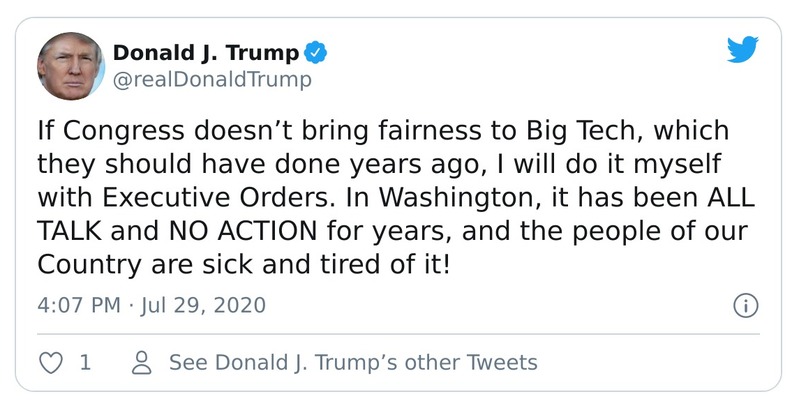 Donald J. Trump
@realDonaldTrump
If Congress doesn’t bring fairness to Big Tech, which
they should have done years ago, I will do it myself
with Executive Orders. In Washington, it has been ALL
TALK and NO ACTION for years, and the people of our
Country are sick and tired of it!
4:07 PM · Jul 29, 2020
1 See Donald J. Trump’s other Tweets